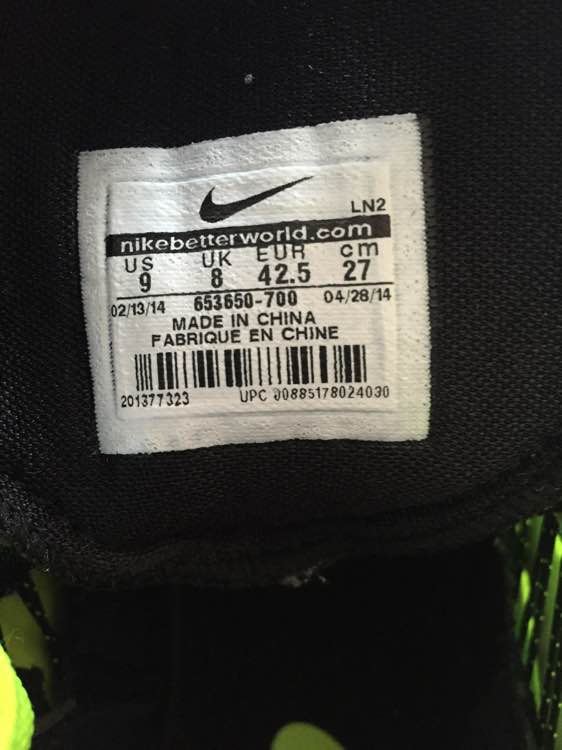 LN2
nikebetterworld.com
US UK EUR cm
9 8 42.5 27
02/13/14 653650-700 04/28/14
MADE IN CHINA
FABRIQUE EN CHINE
201377323 UPC 00885178024030